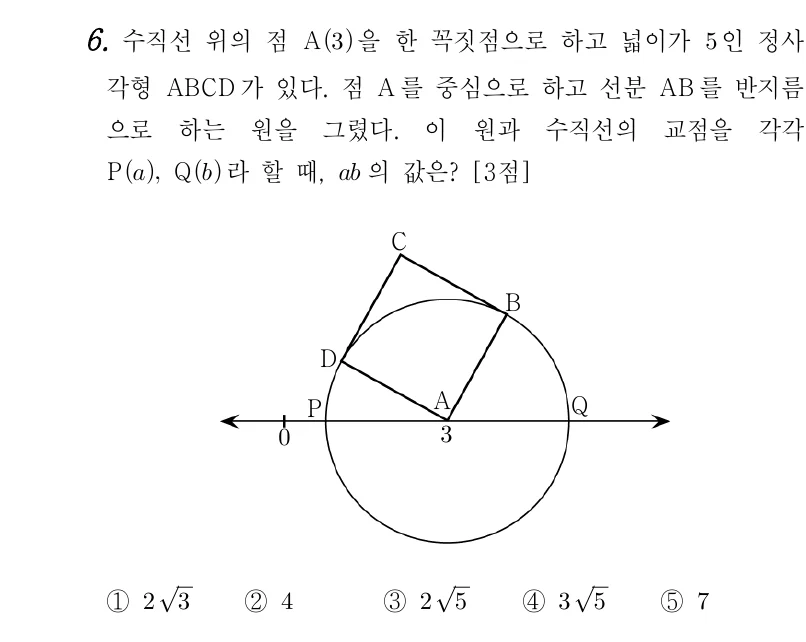 6. 수직선 위의 점 A(3)을 한 꼭짓점으로 하고 넓이가 5인 정사
각형 ABCD가 있다. 점 A를 중심으로 하고 선분 AB를 반지름
으로 하는 원을 그렸다. 이 원과 수직선의 교점을 각각
P(a), Q(b)라 할 때, ab의 값은? [3점]
C
B
D
A
P
Q
0
3
① 2√3 ② 4 ③ 2√5 ④ 3√5 ⑤ 7